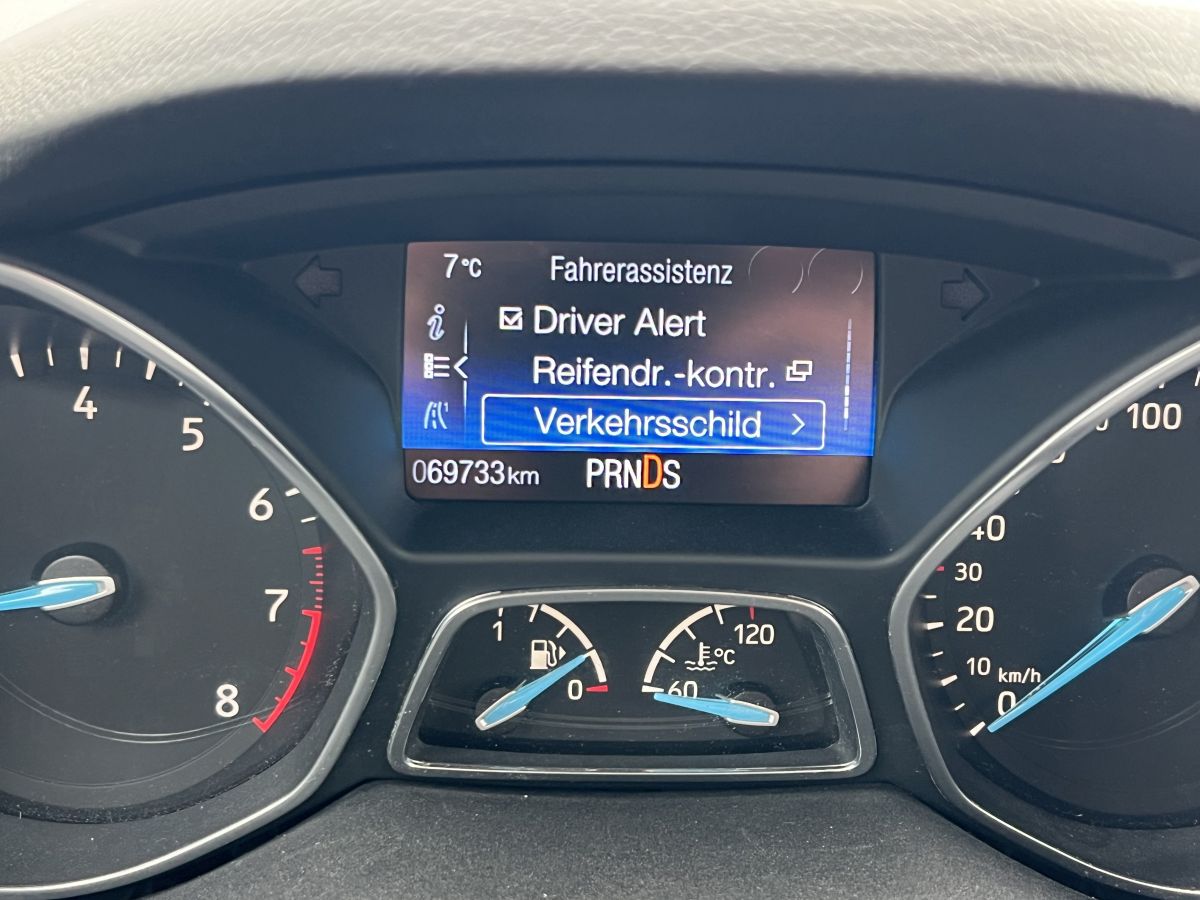 7°C Fahrerassistenz
Driver Alert
Reifendr.-kontr.
Verkehrsschild
069733km PRNDS
4
5
6
7
8
1
0
120
°C
60
100
40
30
20
10 km/h
0